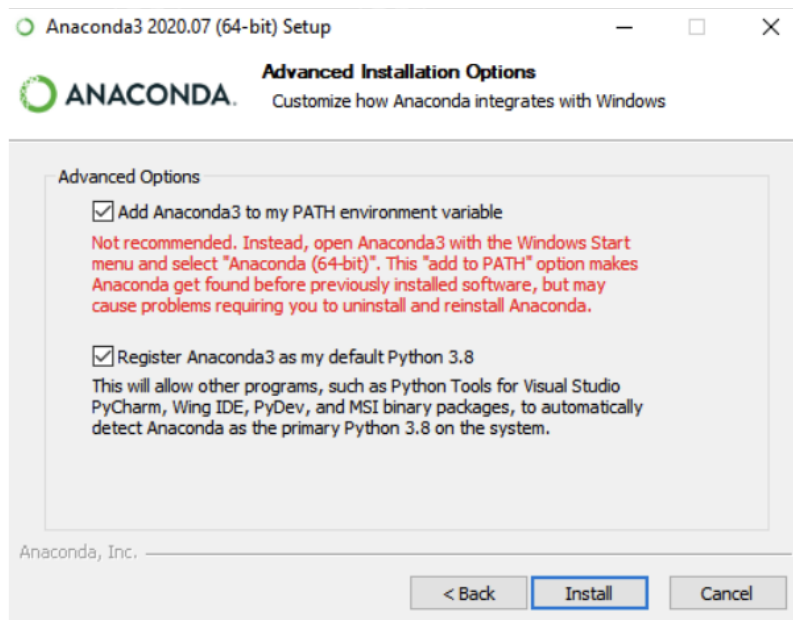 Anaconda3 2020.07 (64-bit) Setup
ANACONDA.
Advanced Installation Options
Customize how Anaconda integrates with Windows
Advanced Options
Add Anaconda3 to my PATH environment variable
Not recommended. Instead, open Anaconda3 with the Windows Start
menu and select "Anaconda (64-bit)". This "add to PATH" option makes
Anaconda get found before previously installed software, but may
cause problems requiring you to uninstall and reinstall Anaconda.
Register Anaconda3 as my default Python 3.8
This will allow other programs, such as Python Tools for Visual Studio
PyCharm, Wing IDE, PyDev, and MSI binary packages, to automatically
detect Anaconda as the primary Python 3.8 on the system.
Anaconda, Inc.
< Back
Install
Cancel